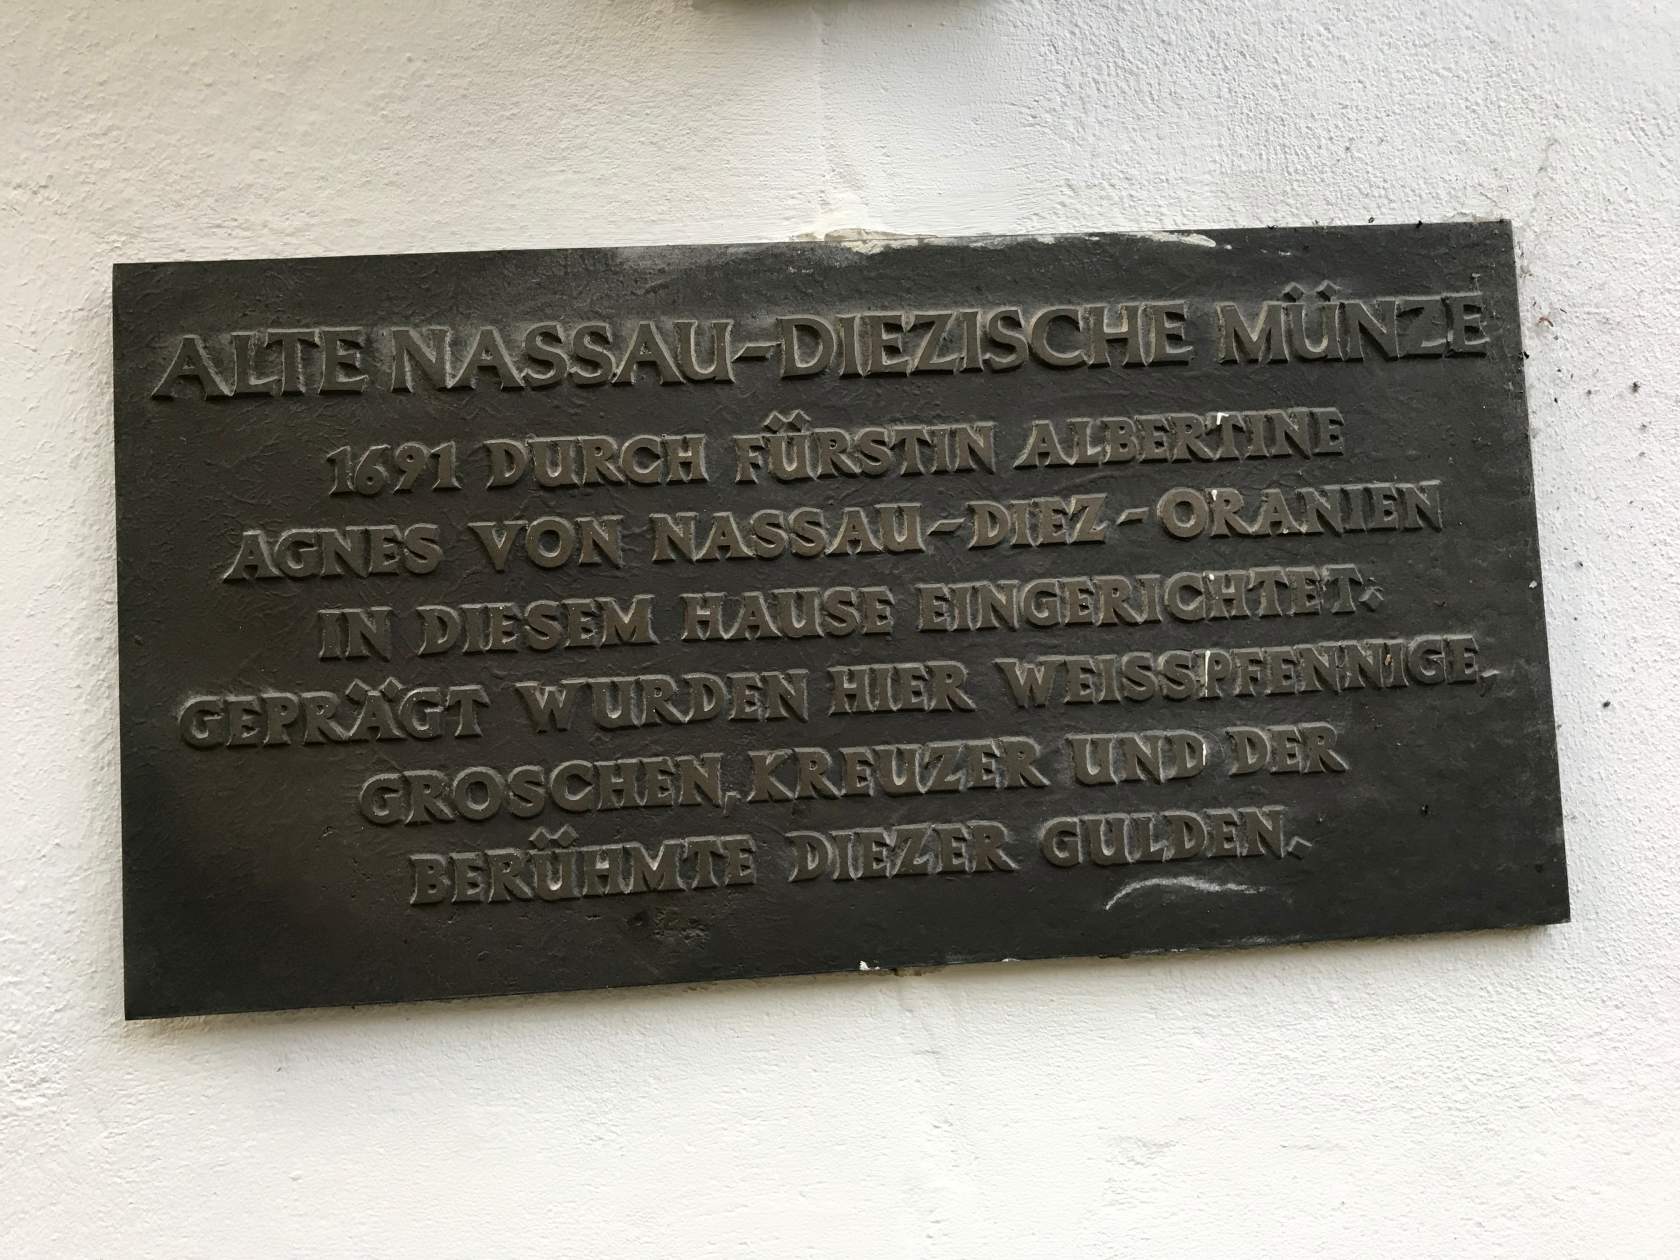 ALTE NASSAU-DIEZISCHE MÜNZE
1691 DURCH FÜRSTIN ALBERTINE
AGNES VON NASSAU-DIEZ-ORANIEN
IN DIESEM HAUSE EINGERICHTET.
GEPRÄGT WURDEN HIER WEISSPFENNIGE,
GROSCHEN, KREUZER UND DER
BERÜHMTE DIEZER GULDEN.